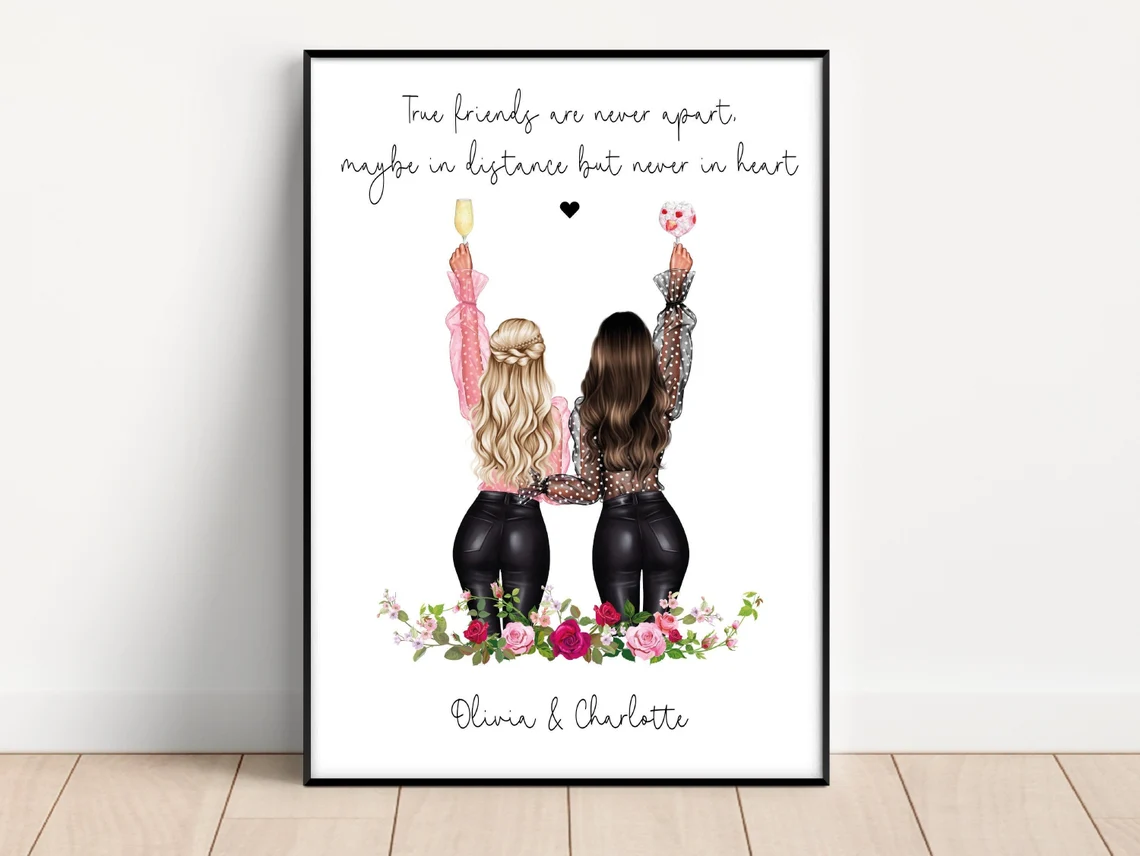 True friends are never apart,
maybe in distance but never in heart
Olivia & Charlotte